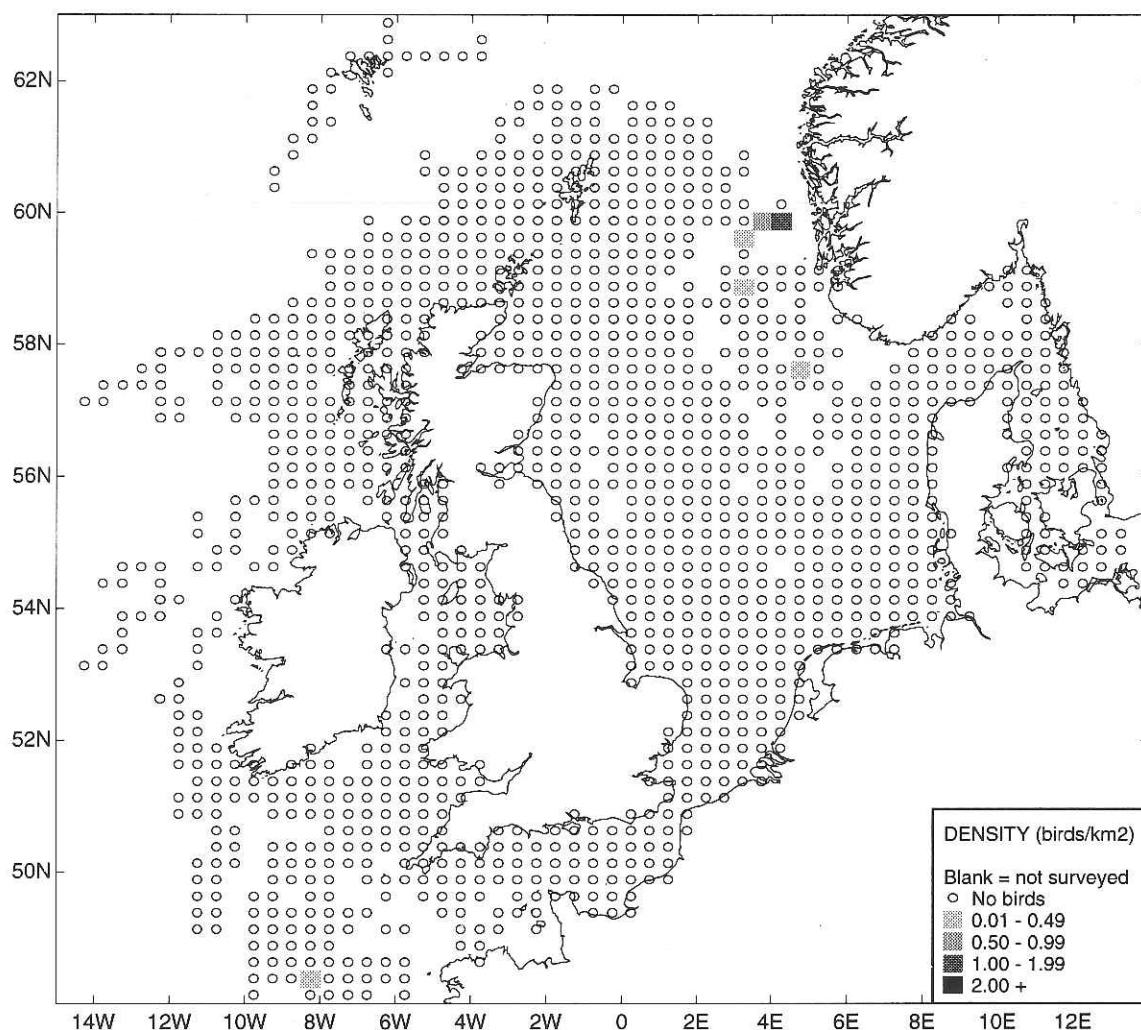 62N
60N
58N
56N
54N
52N
50N
DENSITY (birds/km2)
Blank = not surveyed
No birds
0.01 - 0.49
0.50 - 0.99
1.00 - 1.99
2.00 +
14W 12W 10W 8W 6W 4W 2W 0 2E 4E 6E 8E 10E 12E